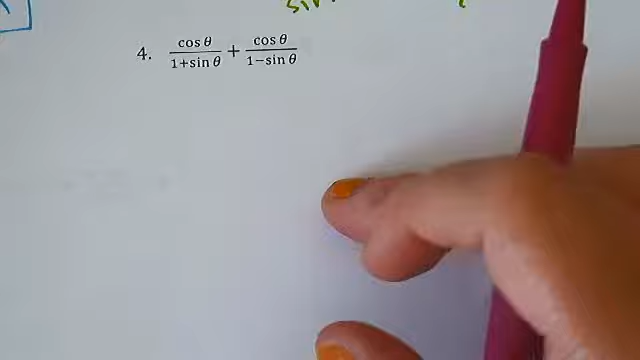 4. cos θ / 1+sin θ + cos θ / 1−sin θ